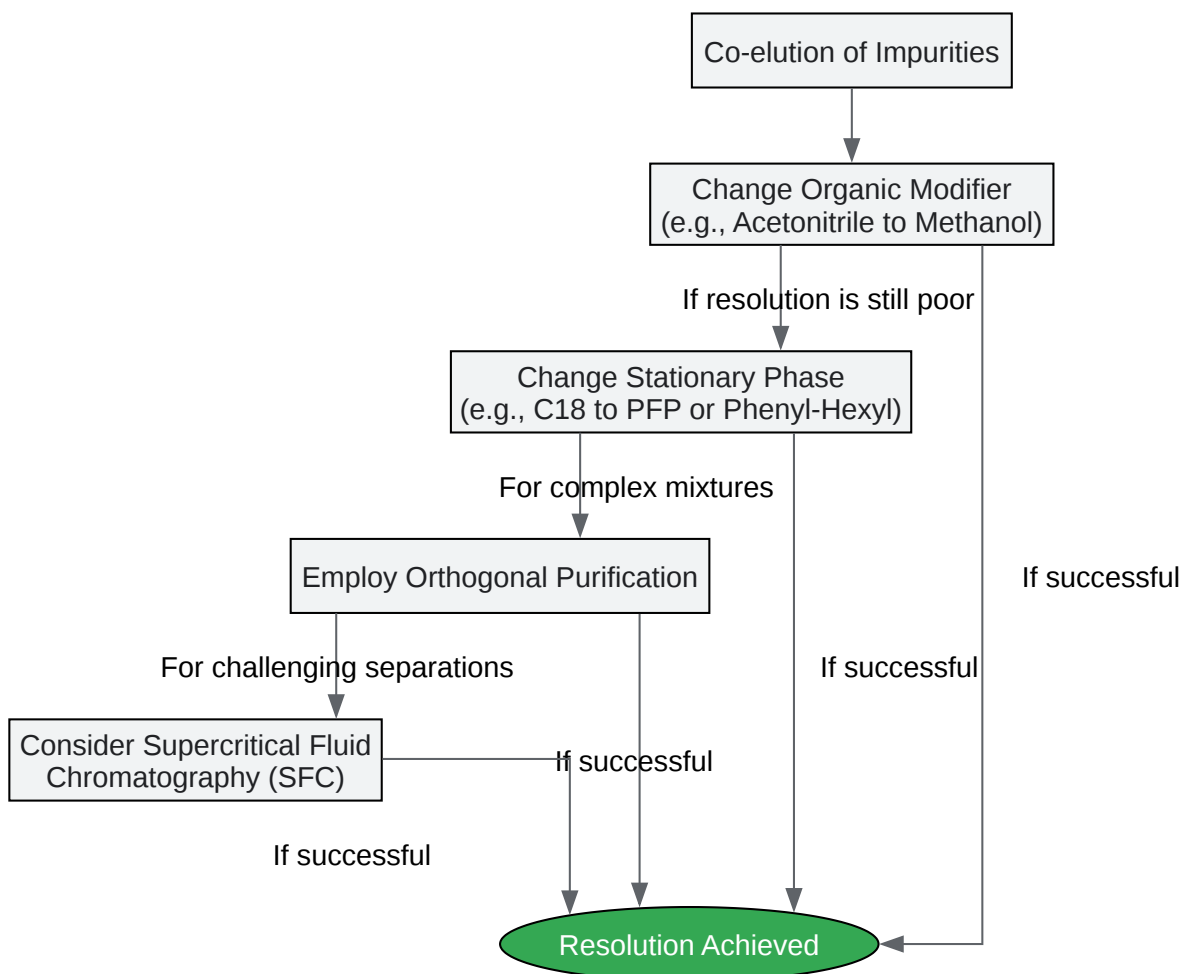 Co-elution of Impurities
Change Organic Modifier
(e.g., Acetonitrile to Methanol)
If resolution is still poor
Change Stationary Phase
(e.g., C18 to PFP or Phenyl-Hexyl)
For complex mixtures
Employ Orthogonal Purification
If successful
For challenging separations
If successful
Consider Supercritical Fluid
Chromatography (SFC)
If successful
If successful
Resolution Achieved